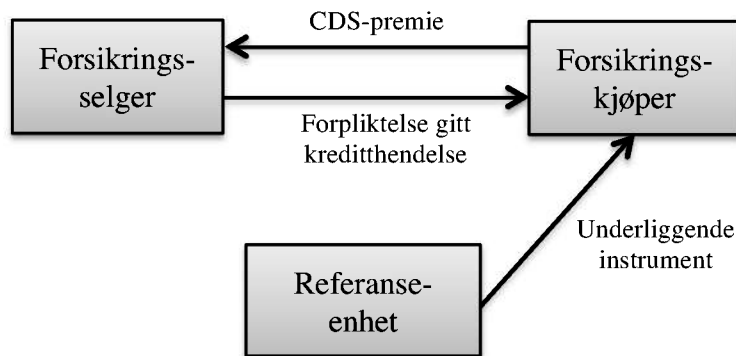 CDS-premie
Forsikrings-
selger
Forsikrings-
kjøper
Forpliktelse gitt
kreditthendelse
Underliggende
instrument
Referanse-
enhet